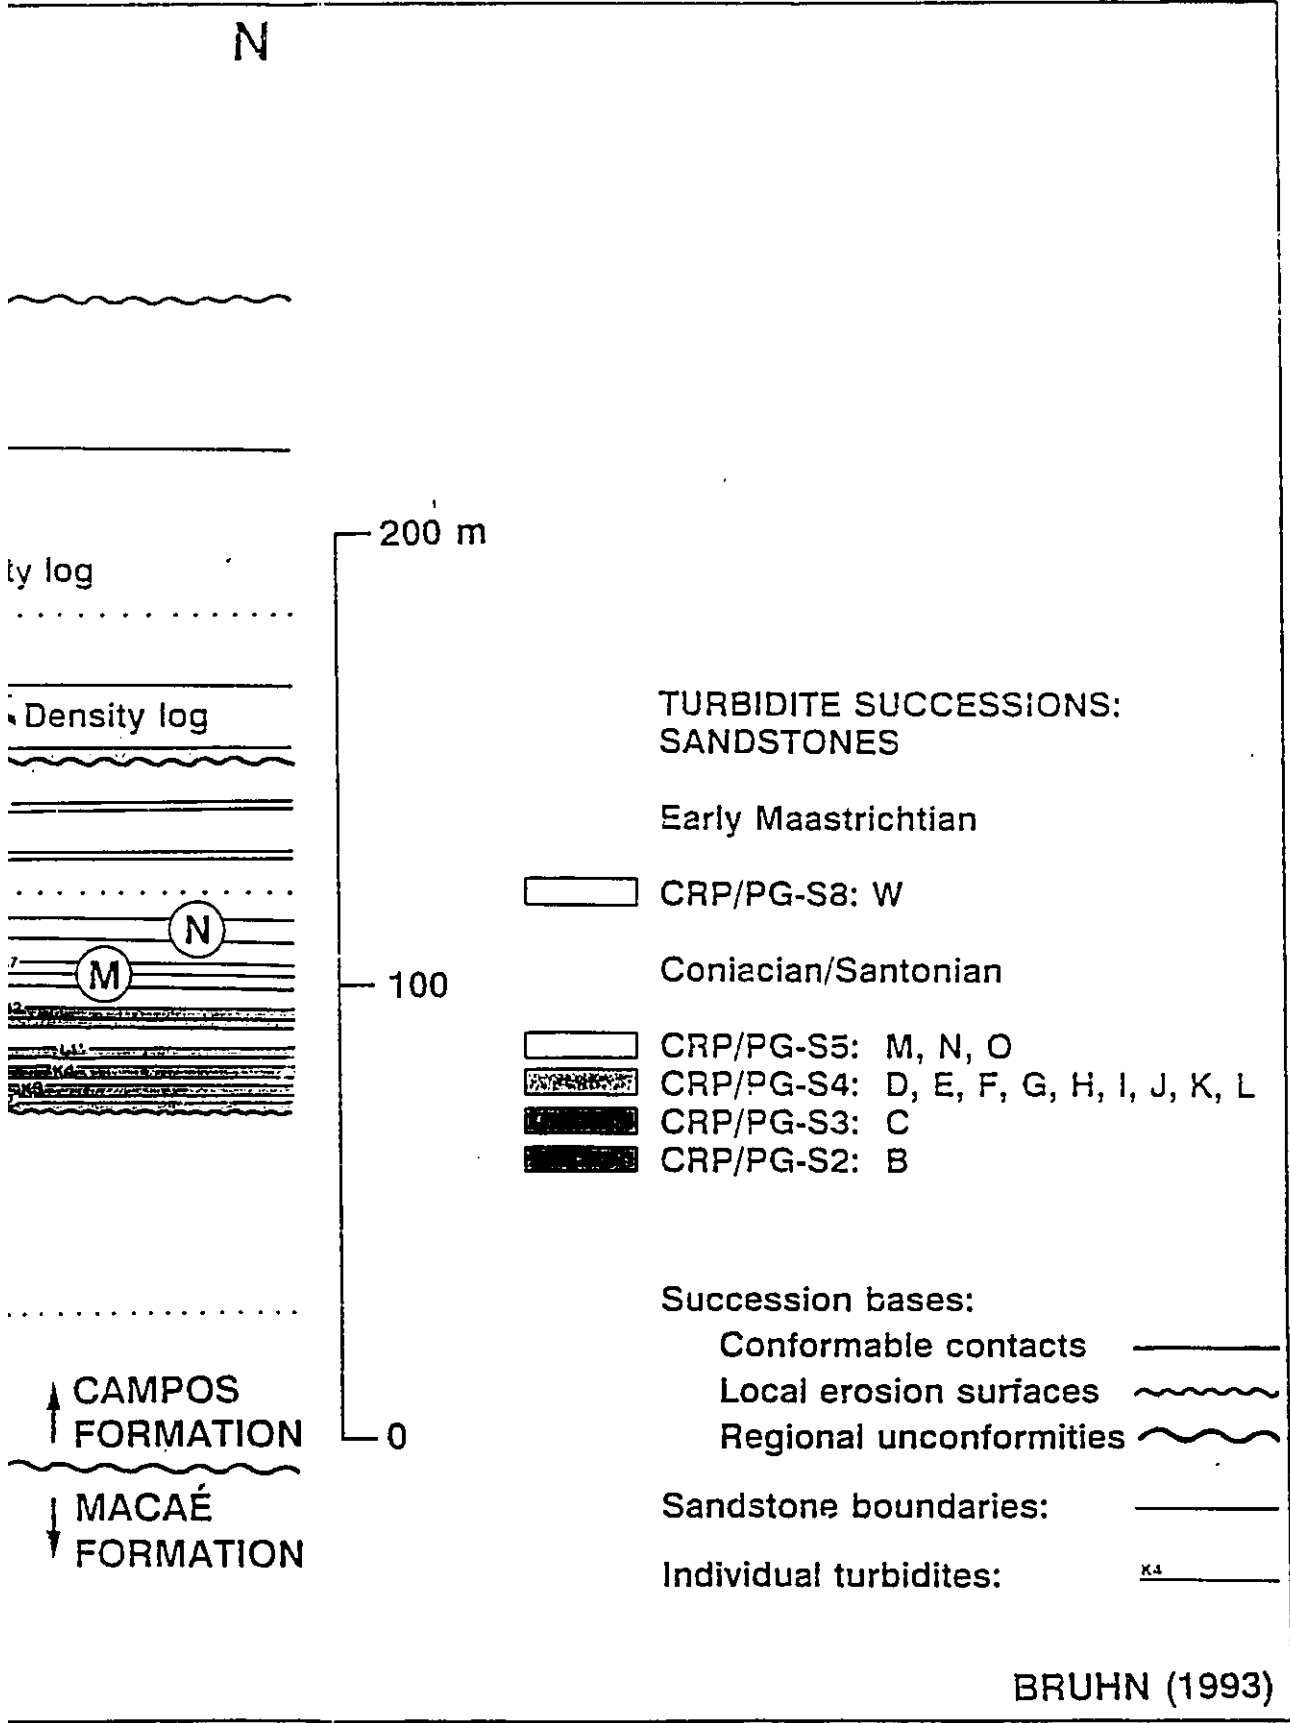 N
200 m
ty log
Density log
N
M
100
CAMPOS
FORMATION
0
MACAÉ
FORMATION
TURBIDITE SUCCESSIONS:
SANDSTONES
Early Maastrichtian
CRP/PG-S8: W
Coniacian/Santonian
CRP/PG-S5: M, N, O
CRP/PG-S4: D, E, F, G, H, I, J, K, L
CRP/PG-S3: C
CRP/PG-S2: B
Succession bases:
Conformable contacts
Local erosion surfaces
Regional unconformities
Sandstone boundaries:
Individual turbidites: K4
BRUHN (1993)